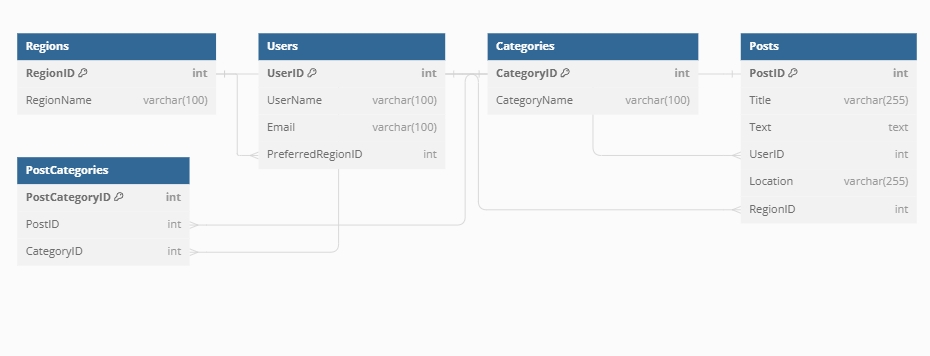 Regions
RegionID int
RegionName varchar(100)
Users
UserID int
UserName varchar(100)
Email varchar(100)
PreferredRegionID int
Categories
CategoryID int
CategoryName varchar(100)
Posts
PostID int
Title varchar(255)
Text text
UserID int
Location varchar(255)
RegionID int
PostCategories
PostCategoryID int
PostID int
CategoryID int